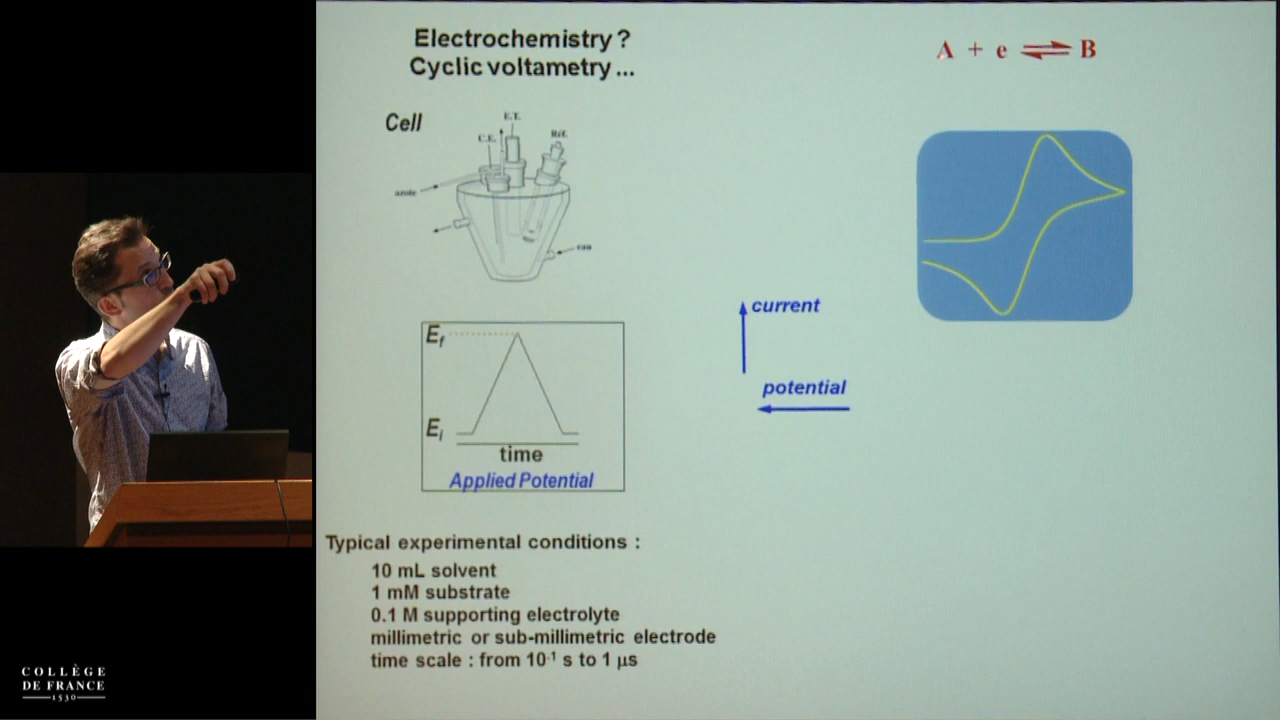 Electrochemistry ?
Cyclic voltametry ...
A + e ⇌ B
Cell
E.T.
C.E.
Réf.
azote
eau
current
potential
Ef
Ei
time
Applied Potential
Typical experimental conditions :
10 mL solvent
1 mM substrate
0.1 M supporting electrolyte
millimetric or sub-millimetric electrode
time scale : from 10-1 s to 1 µs
COLLÈGE
DE FRANCE
1530